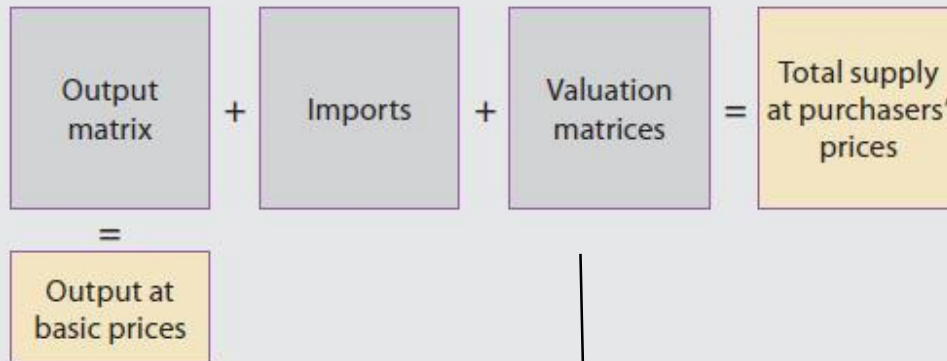 Output
matrix
+
Imports
+
Valuation
matrices
=
Total supply
at purchasers'
prices
=
Output at
basic prices